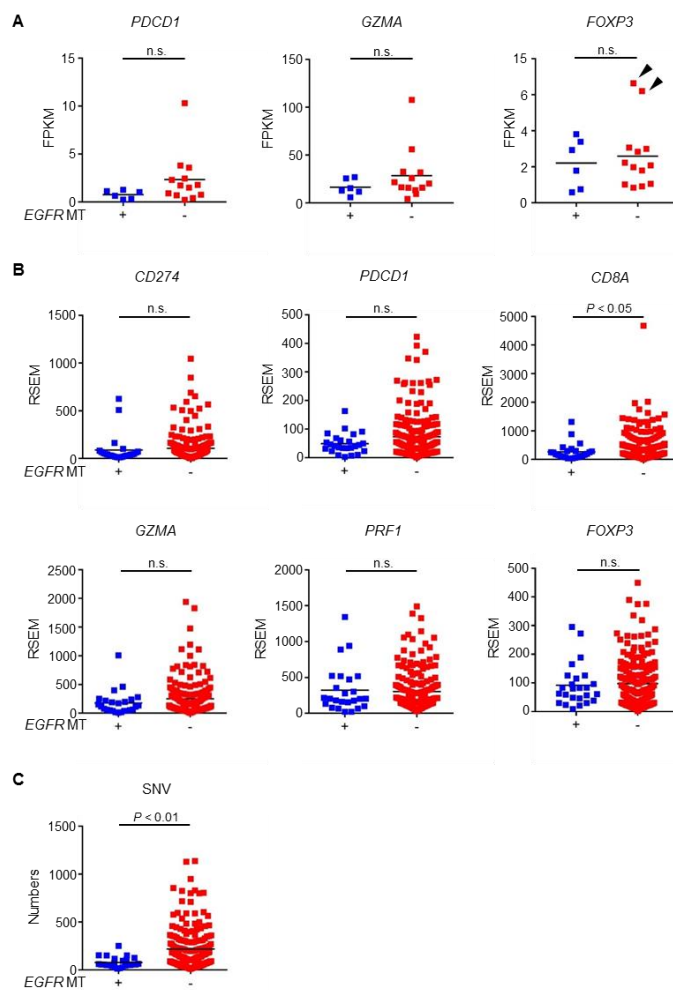 A
PDCD1
GZMA
FOXP3
n.s.
n.s.
n.s.
FPKM
15
10
5
0
FPKM
150
100
50
0
FPKM
15
6
4
2
0
EGFR MT + -
+ -
+ -
B
CD274
PDCD1
CD8A
n.s.
n.s.
P < 0.05
RSEM
1500
1000
500
0
RSEM
500
400
300
200
100
0
RSEM
5000
4000
3000
2000
1000
0
EGFR MT + -
+ -
+ -
GZMA
PRF1
FOXP3
n.s.
n.s.
n.s.
RSEM
2500
2000
1500
1000
500
0
RSEM
2000
1500
1000
500
0
RSEM
500
400
300
200
100
0
EGFR MT + -
+ -
+ -
C
SNV
P < 0.01
Numbers
1500
1000
500
0
EGFR MT + -